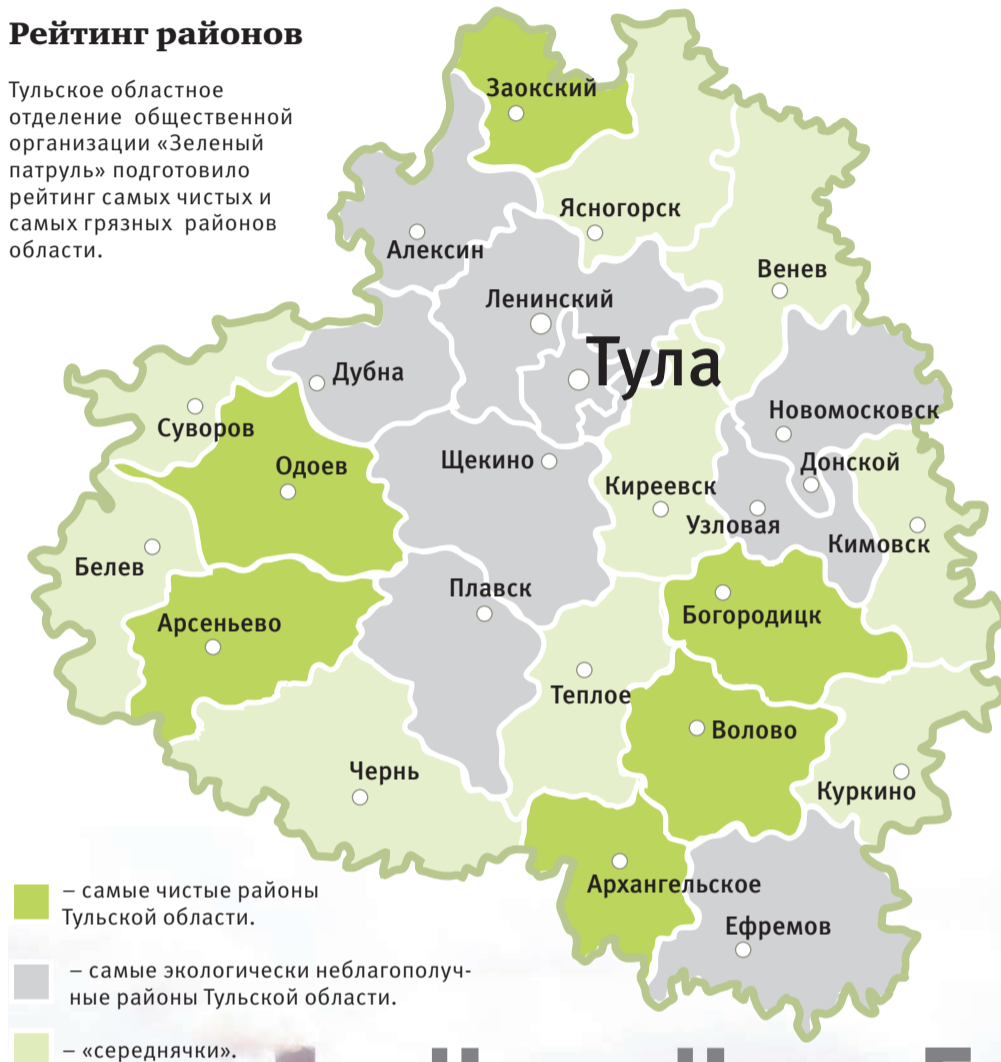 Рейтинг районов
Тульское областное
отделение общественной
организации «Зеленый
патруль» подготовило
рейтинг самых чистых и
самых грязных районов
области.
Заокский
Ясногорск
Алексин
Венев
Ленинский
Тула
Дубна
Новомосковск
Суворов
Щекино
Донской
Одоев
Киреевск
Узловая
Кимовск
Белев
Плавск
Богородицк
Арсеньево
Теплое
Волово
Чернь
Куркино
Архангельское
Ефремов
– самые чистые районы
Тульской области.
– самые экологически неблагополуч-
ные районы Тульской области.
– «середнячки».